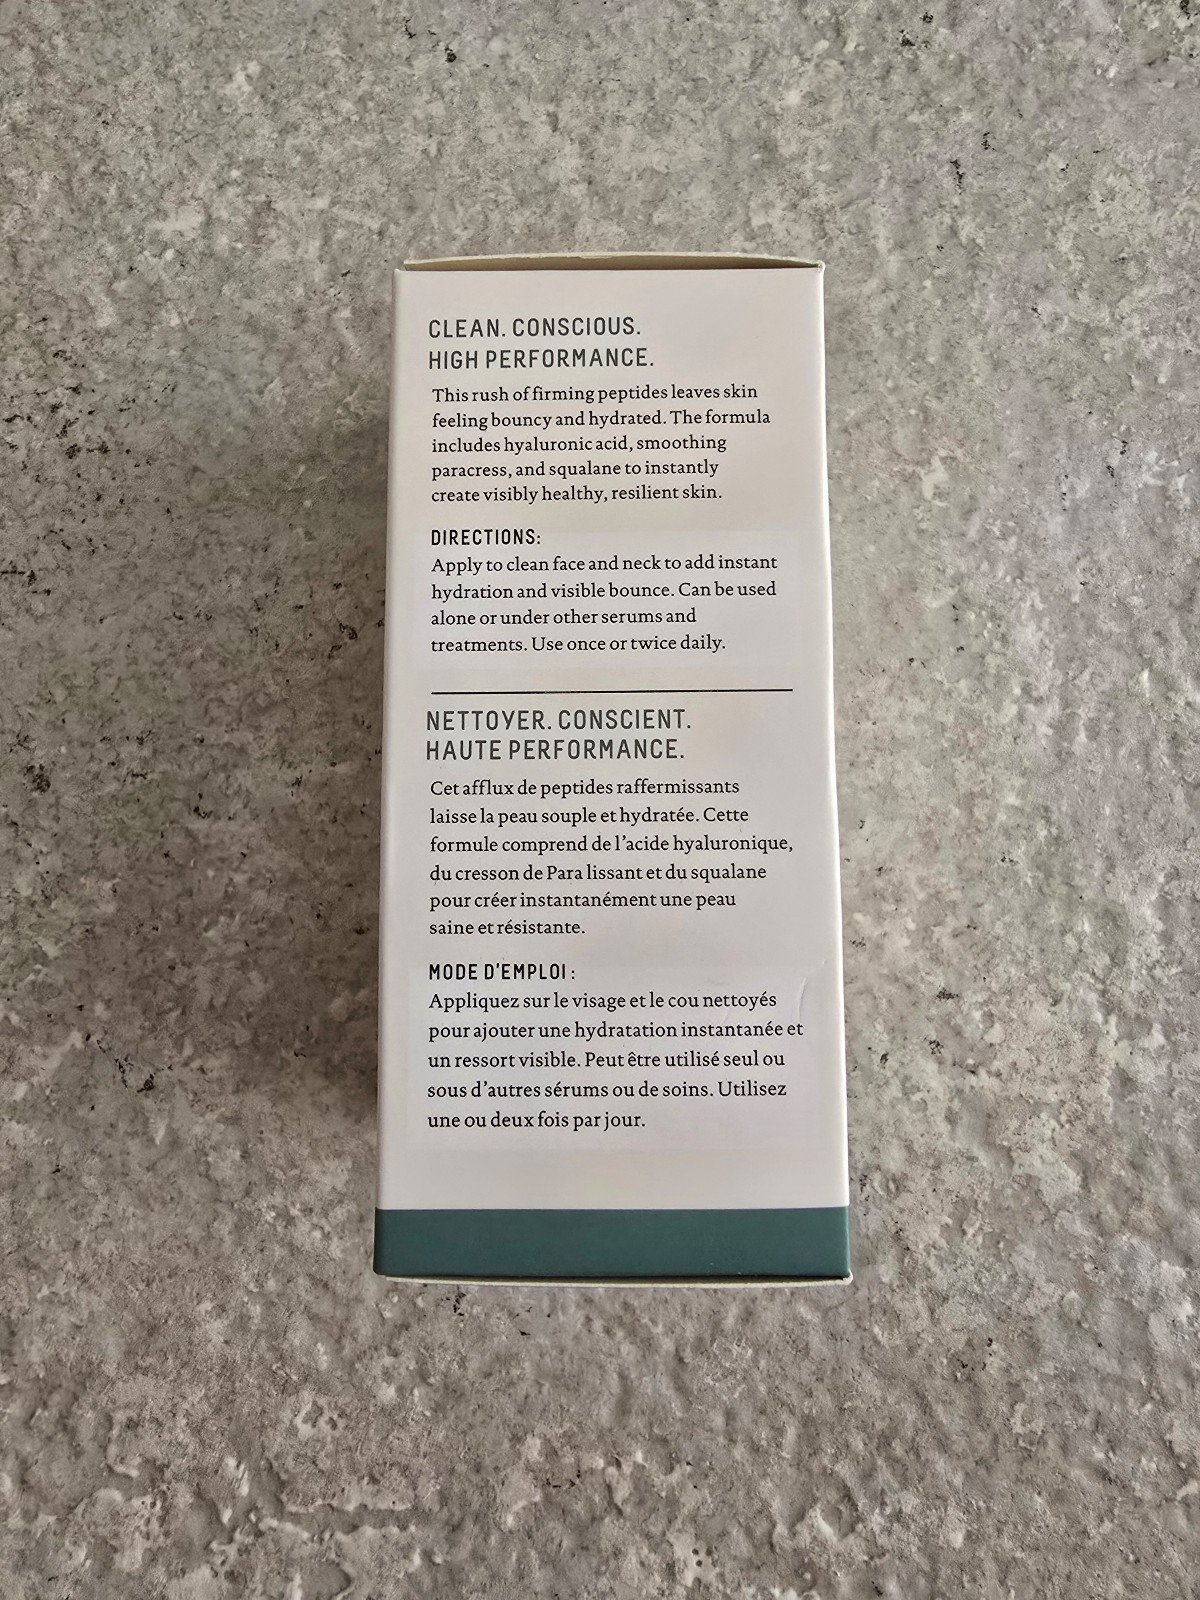 CLEAN. CONSCIOUS.
HIGH PERFORMANCE.
This rush of firming peptides leaves skin
feeling bouncy and hydrated. The formula
includes hyaluronic acid, smoothing
paracress, and squalane to instantly
create visibly healthy, resilient skin.
DIRECTIONS:
Apply to clean face and neck to add instant
hydration and visible bounce. Can be used
alone or under other serums and
treatments. Use once or twice daily.
NETTOYER. CONSCIENT.
HAUTE PERFORMANCE.
Cet afflux de peptides raffermissants
laisse la peau souple et hydratée. Cette
formule comprend de l’acide hyaluronique,
du cresson de Para lissant et du squalane
pour créer instantanément une peau
saine et résistante.
MODE D'EMPLOI :
Appliquez sur le visage et le cou nettoyés
pour ajouter une hydratation instantanée et
un ressort visible. Peut être utilisé seul ou
sous d’autres sérums ou de soins. Utilisez
une ou deux fois par jour.